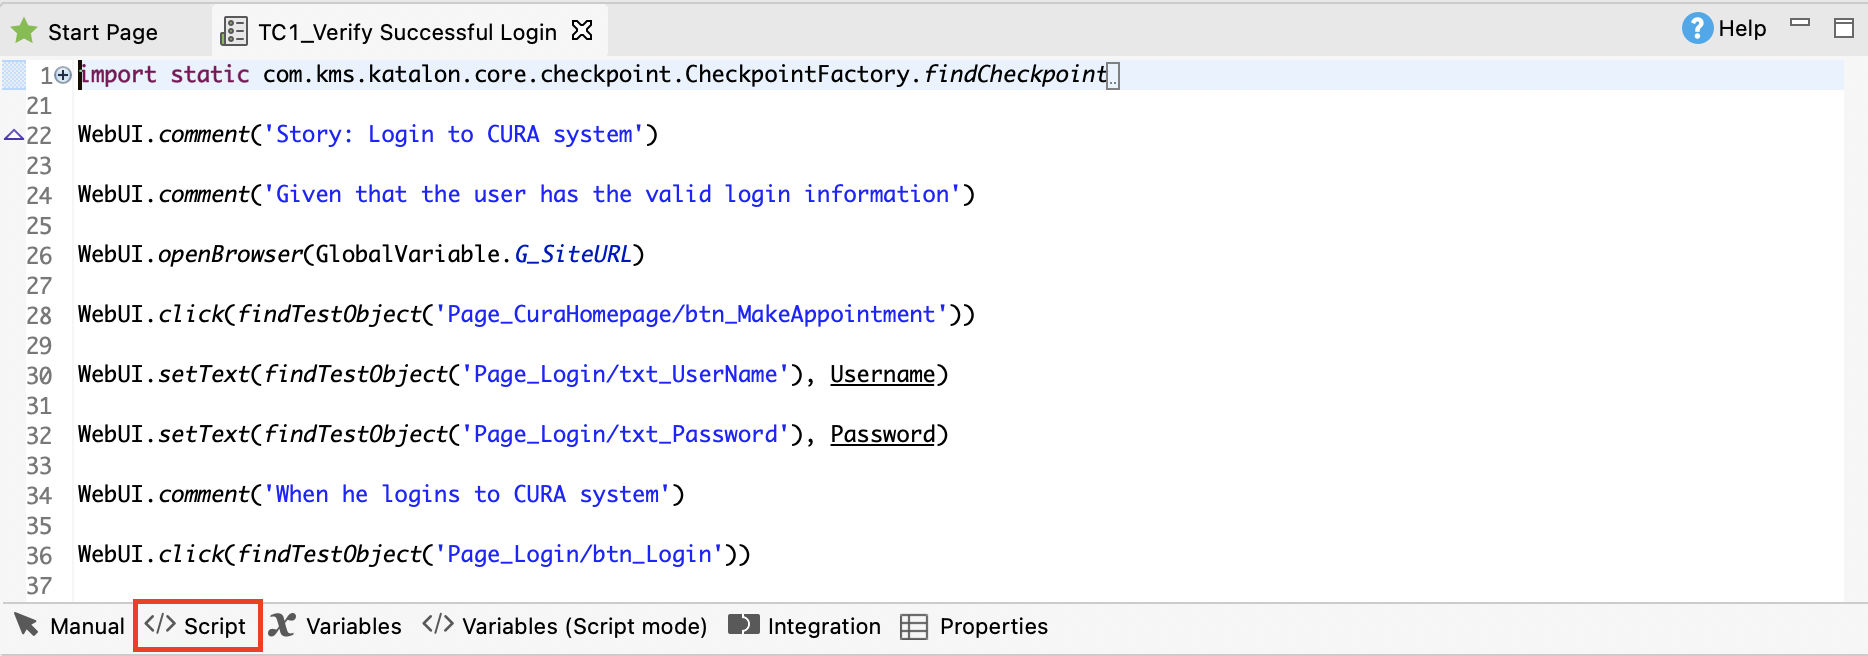 Start Page TC1_Verify Successful Login Help
1 import static com.kms.katalon.core.checkpoint.CheckpointFactory.findCheckpoint
21
22 WebUI.comment('Story: Login to CURA system')
23
24 WebUI.comment('Given that the user has the valid login information')
25
26 WebUI.openBrowser(GlobalVariable.G_SiteURL)
27
28 WebUI.click(findTestObject('Page_CuraHomepage/btn_MakeAppointment'))
29
30 WebUI.setText(findTestObject('Page_Login/txt_UserName'), Username)
31
32 WebUI.setText(findTestObject('Page_Login/txt_Password'), Password)
33
34 WebUI.comment('When he logins to CURA system')
35
36 WebUI.click(findTestObject('Page_Login/btn_Login'))
37
Manual </> Script Variables </> Variables (Script mode) Integration Properties